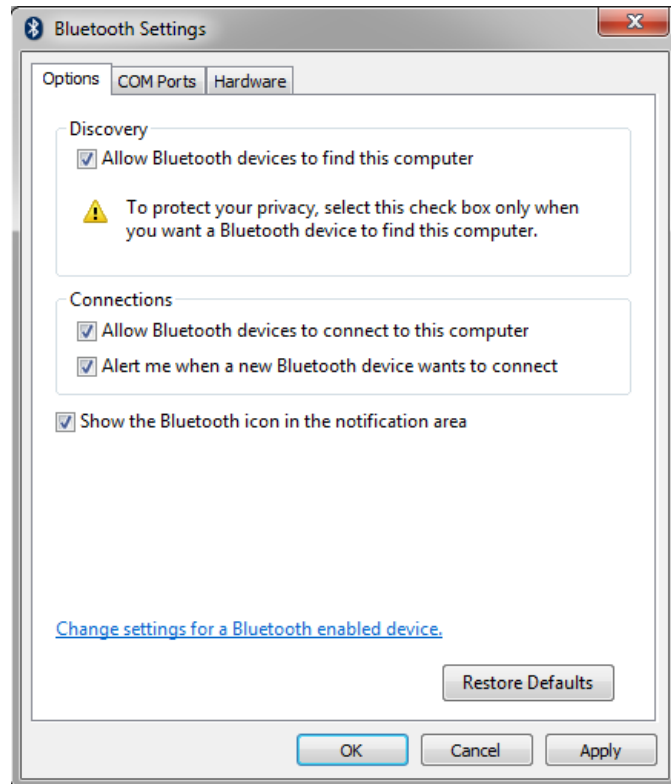 Bluetooth Settings
Options COM Ports Hardware
Discovery
Allow Bluetooth devices to find this computer
To protect your privacy, select this check box only when
you want a Bluetooth device to find this computer.
Connections
Allow Bluetooth devices to connect to this computer
Alert me when a new Bluetooth device wants to connect
Show the Bluetooth icon in the notification area
Change settings for a Bluetooth enabled device.
Restore Defaults
OK Cancel Apply